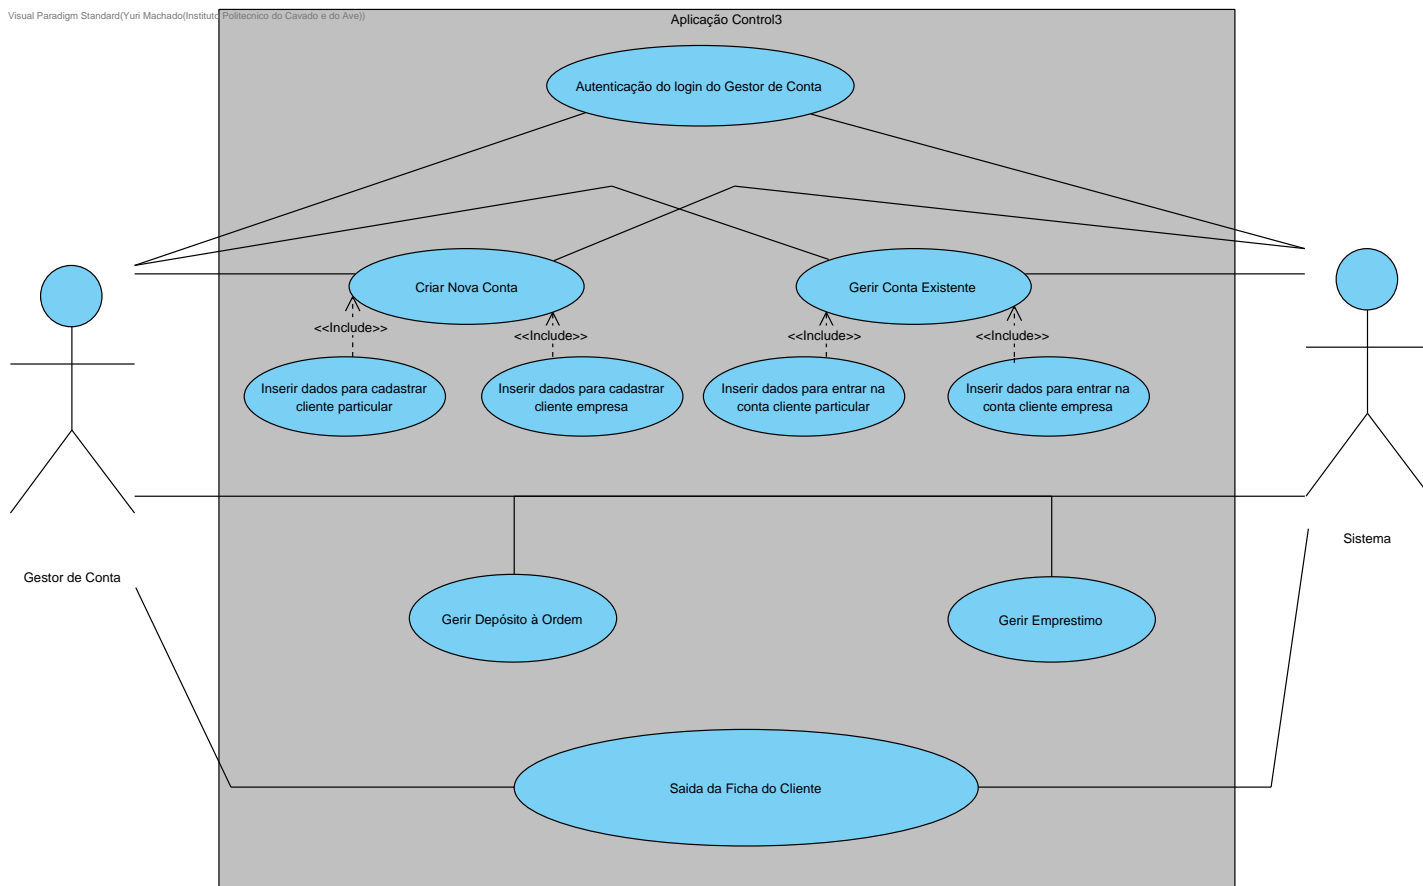 Visual Paradigm Standard(Yuri Machado(Instituto Politecnico do Cavado e do Ave))
Aplicação Control3
Autenticação do login do Gestor de Conta
Criar Nova Conta
Gerir Conta Existente
<<Include>>
<<Include>>
<<Include>>
<<Include>>
Inserir dados para cadastrar
cliente particular
Inserir dados para cadastrar
cliente empresa
Inserir dados para entrar na
conta cliente particular
Inserir dados para entrar na
conta cliente empresa
Gestor de Conta
Sistema
Gerir Depósito à Ordem
Gerir Emprestimo
Saida da Ficha do Cliente